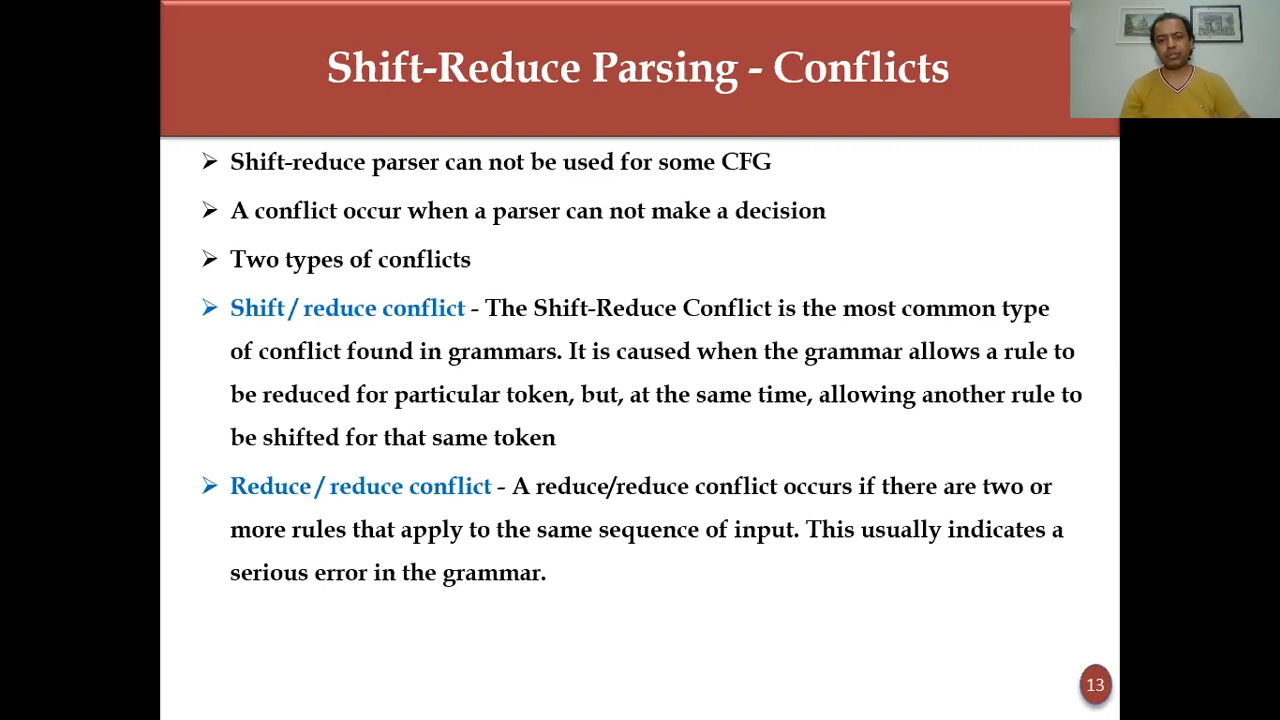 Shift-Reduce Parsing - Conflicts
Shift-reduce parser can not be used for some CFG
A conflict occur when a parser can not make a decision
Two types of conflicts
Shift / reduce conflict - The Shift-Reduce Conflict is the most common type
of conflict found in grammars. It is caused when the grammar allows a rule to
be reduced for particular token, but, at the same time, allowing another rule to
be shifted for that same token
Reduce / reduce conflict - A reduce/reduce conflict occurs if there are two or
more rules that apply to the same sequence of input. This usually indicates a
serious error in the grammar.
13